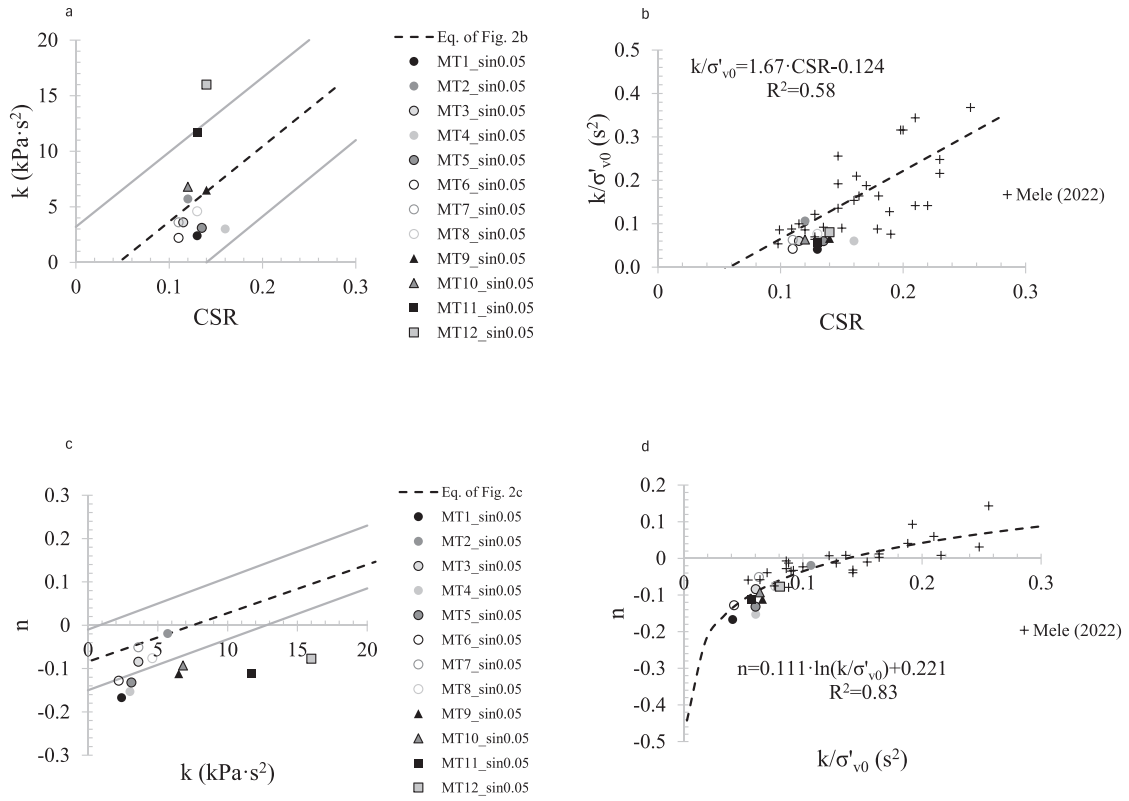 a
k (kPa·s²)
20
15
10
5
0
0 0.1 0.2 0.3
CSR
Eq. of Fig. 2b
MT1_sin0.05
MT2_sin0.05
MT3_sin0.05
MT4_sin0.05
MT5_sin0.05
MT6_sin0.05
MT7_sin0.05
MT8_sin0.05
MT9_sin0.05
MT10_sin0.05
MT11_sin0.05
MT12_sin0.05
b
k/σ'v0 (s²)
0.5
0.4
0.3
0.2
0.1
0.0
0 0.1 0.2 0.3
CSR
k/σ'v0=1.67·CSR-0.124
R²=0.58
Mele (2022)
c
n
0.3
0.2
0.1
0
-0.1
-0.2
-0.3
0 5 10 15 20
k (kPa·s²)
Eq. of Fig. 2c
MT1_sin0.05
MT2_sin0.05
MT3_sin0.05
MT4_sin0.05
MT5_sin0.05
MT6_sin0.05
MT7_sin0.05
MT8_sin0.05
MT9_sin0.05
MT10_sin0.05
MT11_sin0.05
MT12_sin0.05
d
n
0.2
0.1
0
-0.1
-0.2
-0.3
-0.4
-0.5
0 0.1 0.2 0.3
Mele (2022)
n=0.111·ln(k/σ'v0)+0.221
R²=0.83
k/σ'v0 (s²)